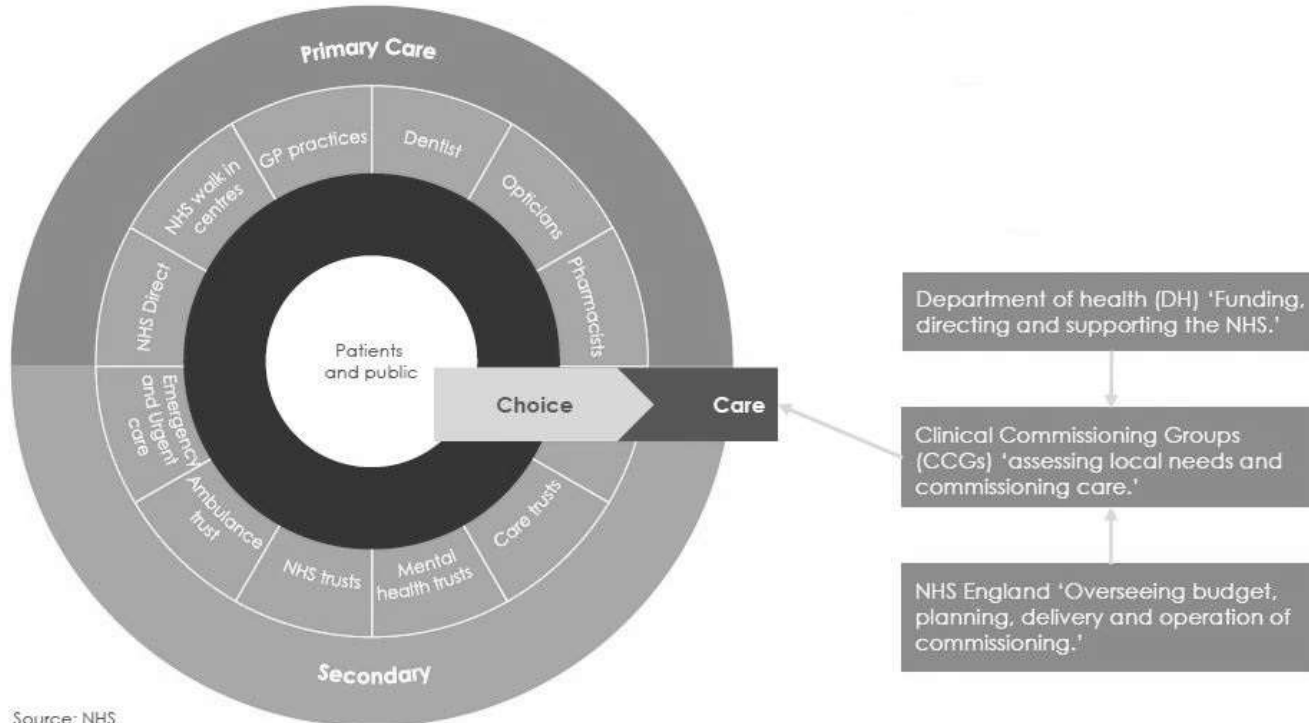 Primary Care
NHS Direct
NHS walk in
centres
GP practices
Dentist
Opticians
Pharmacists
Patients
and public
Choice
Care
Emergency
and Urgent
care
Ambulance
trust
NHS trusts
Mental
health trusts
Care trusts
Secondary
Source: NHS
Department of health (DH) ‘Funding,
directing and supporting the NHS.’
Clinical Commissioning Groups
(CCGs) ‘assessing local needs and
commissioning care.’
NHS England ‘Overseeing budget,
planning, delivery and operation of
commissioning.’